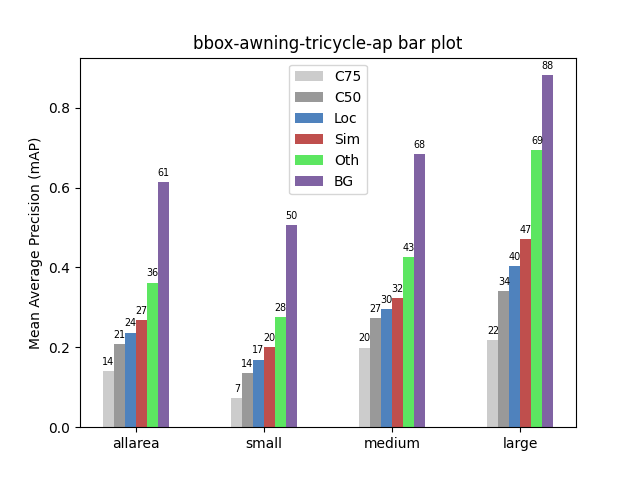 bbox-awning-tricycle-ap bar plot
Mean Average Precision (mAP)
0.8
0.6
0.4
0.2
0.0
C75
C50
Loc
Sim
Oth
BG
14 21 24 27 36 61
7 14 17 20 28 50
20 27 30 32 43 68
22 34 40 47 69 88
allarea small medium large